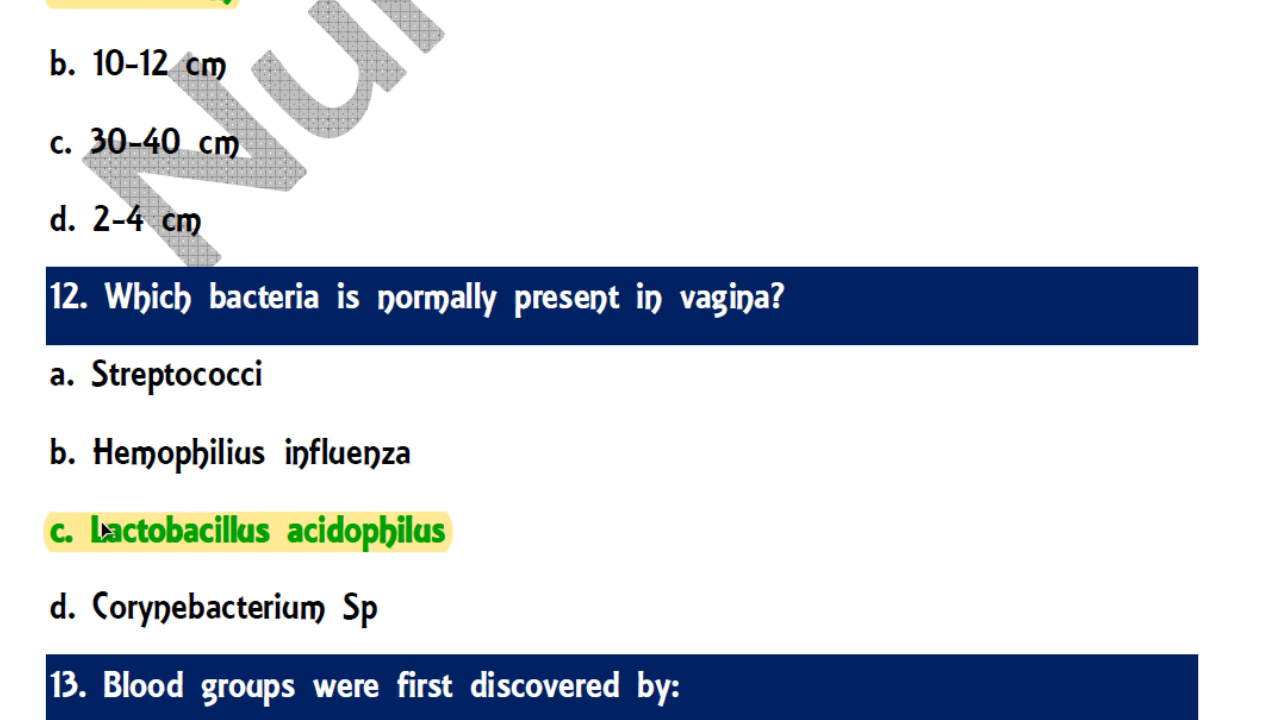 b. 10-12 cm
c. 30-40 cm
d. 2-4 cm
12. Which bacteria is normally present in vagina?
a. Streptococci
b. Hemophilius influenza
c. Lactobacillus acidophilus
d. Corynebacterium Sp
13. Blood groups were first discovered by: